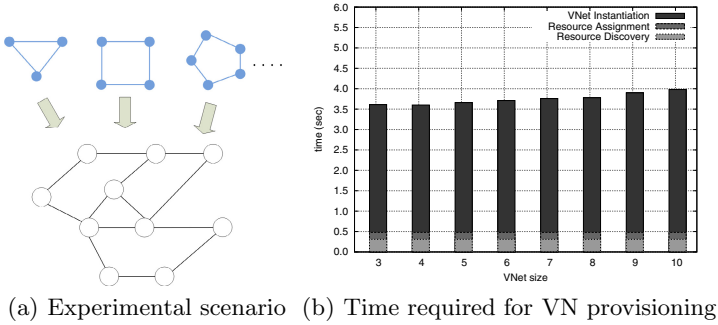 . . . .
6.0
5.5
5.0
4.5
4.0
3.5
3.0
2.5
2.0
1.5
1.0
0.5
0.0
time (sec)
VNet Instantiation
Resource Assignment
Resource Discovery
3 4 5 6 7 8 9 10
VNet size
(a) Experimental scenario (b) Time required for VN provisioning